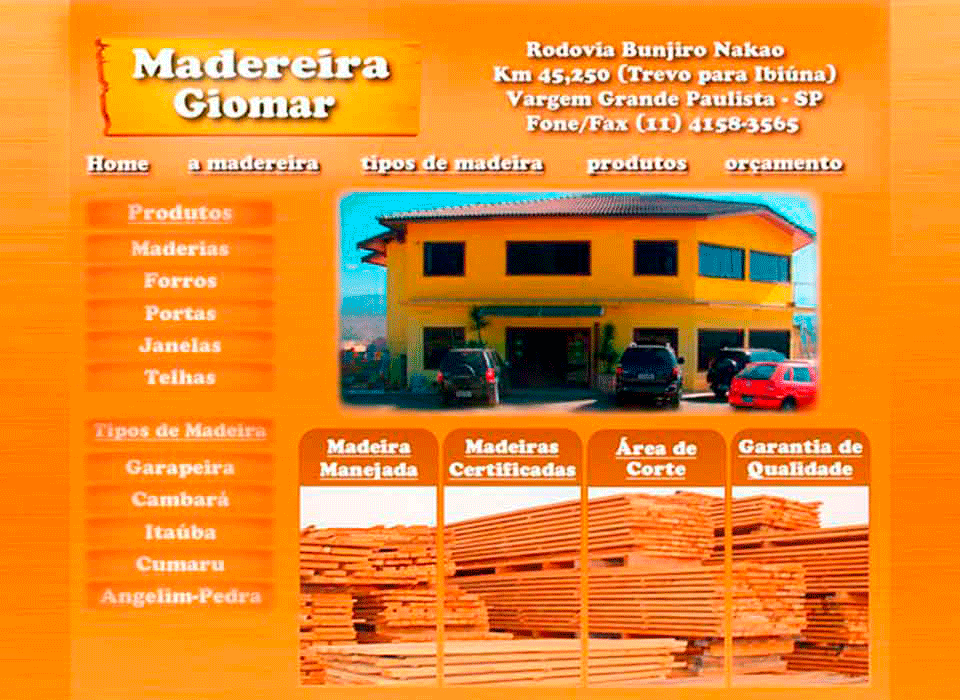 Madereira
Giomar
Rodovia Bunjiro Nakao
Km 45,250 (Trevo para Ibiúna)
Vargem Grande Paulista - SP
Fone/Fax (11) 4158-3565
Home a madereira tipos de madeira produtos orçamento
Produtos
Maderias
Forros
Portas
Janelas
Telhas
Tipos de Madeira
Garapeira
Cambará
Itaúba
Cumaru
Angelim-Pedra
Madeira
Manejada
Madeiras
Certificadas
Área de
Corte
Garantia de
Qualidade